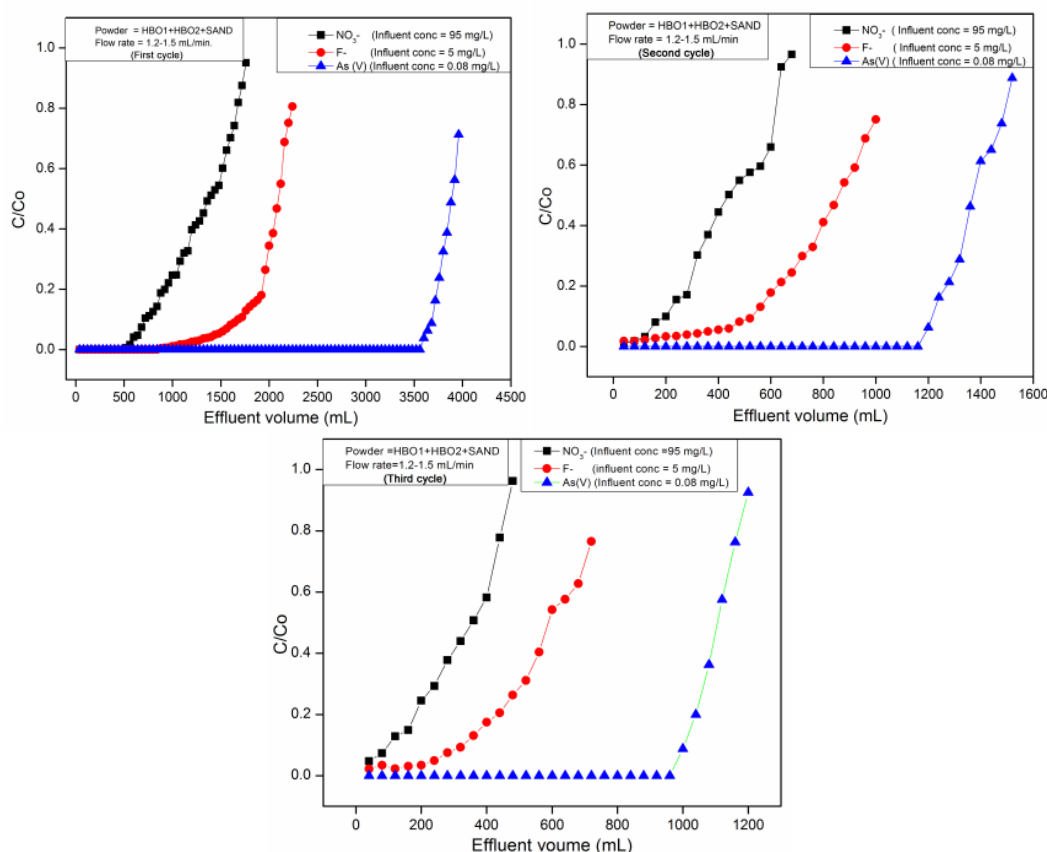 Powder = HBO1+HBO2+SAND
Flow rate = 1.2-1.5 mL/min.
(First cycle)
NO3- (Influent conc = 95 mg/L)
F- (Influent conc = 5 mg/L)
As (V) (Influent conc = 0.08 mg/L)
C/Co
1.0
0.8
0.6
0.4
0.2
0.0
0 500 1000 1500 2000 2500 3000 3500 4000 4500
Effluent volume (mL)
Powder = HBO1+HBO2+SAND
Flow rate = 1.2-1.5 mL/min
(Second cycle)
NO3- ( Influent conc = 95 mg/L)
F- ( Influent conc = 5 mg/L)
As(V) ( Influent conc = 0.08 mg/L)
C/Co
1.0
0.8
0.6
0.4
0.2
0.0
0 200 400 600 800 1000 1200 1400 1600
Effluent volume (mL)
Powder =HBO1+HBO2+SAND
Flow rate=1.2-1.5 mL/min
(Third cycle)
NO3- (Influent conc =95 mg/L)
F- (influent conc = 5 mg/L)
As(V) (Influent conc = 0.08 mg/L)
C/Co
1.0
0.8
0.6
0.4
0.2
0.0
0 200 400 600 800 1000 1200
Effluent voume (mL)